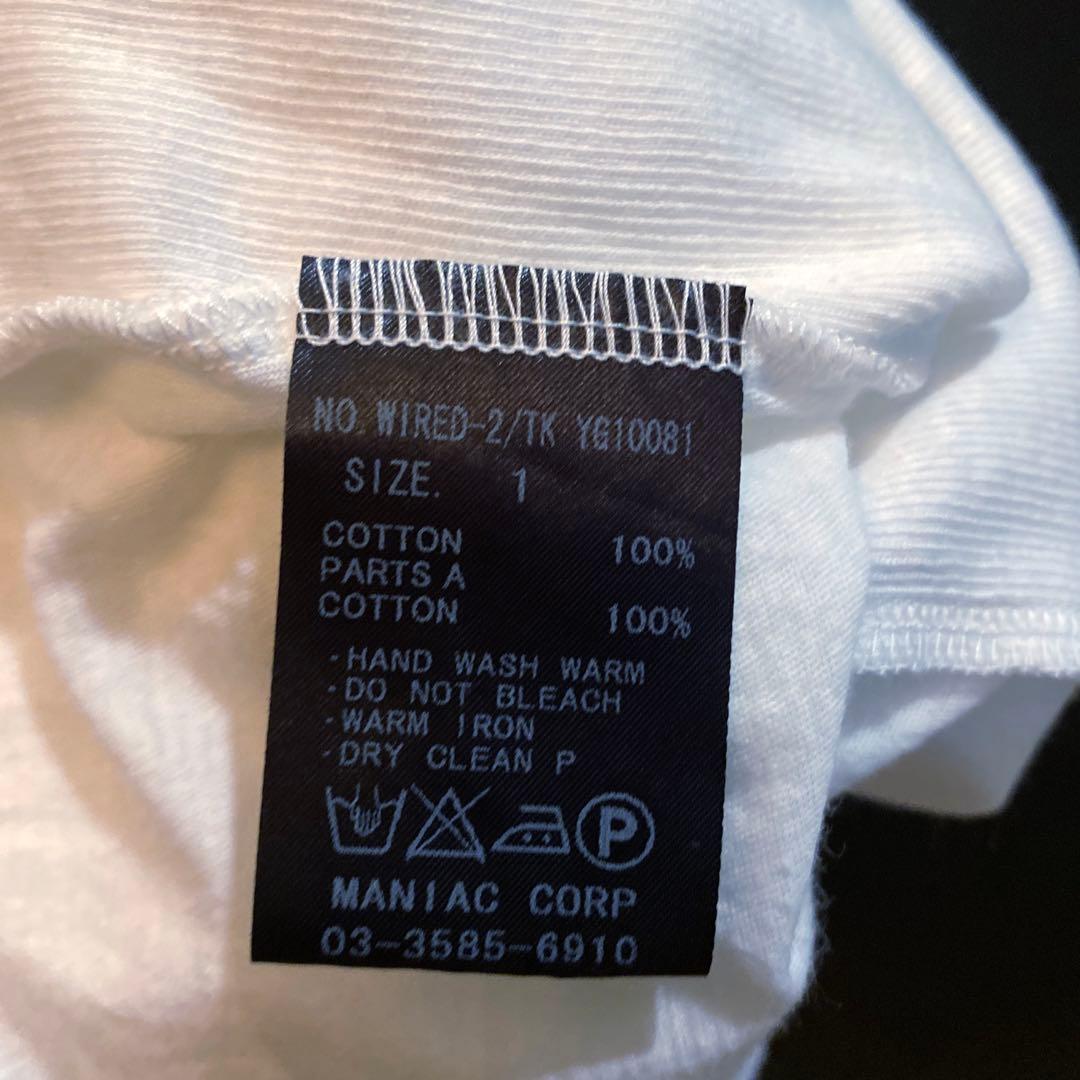 NO. WIRED-2/TK YG10081
SIZE. 1
COTTON 100%
PARTS A
COTTON 100%
-HAND WASH WARM
-DO NOT BLEACH
-WARM IRON
-DRY CLEAN P
P
MANIAC CORP
03-3585-6910